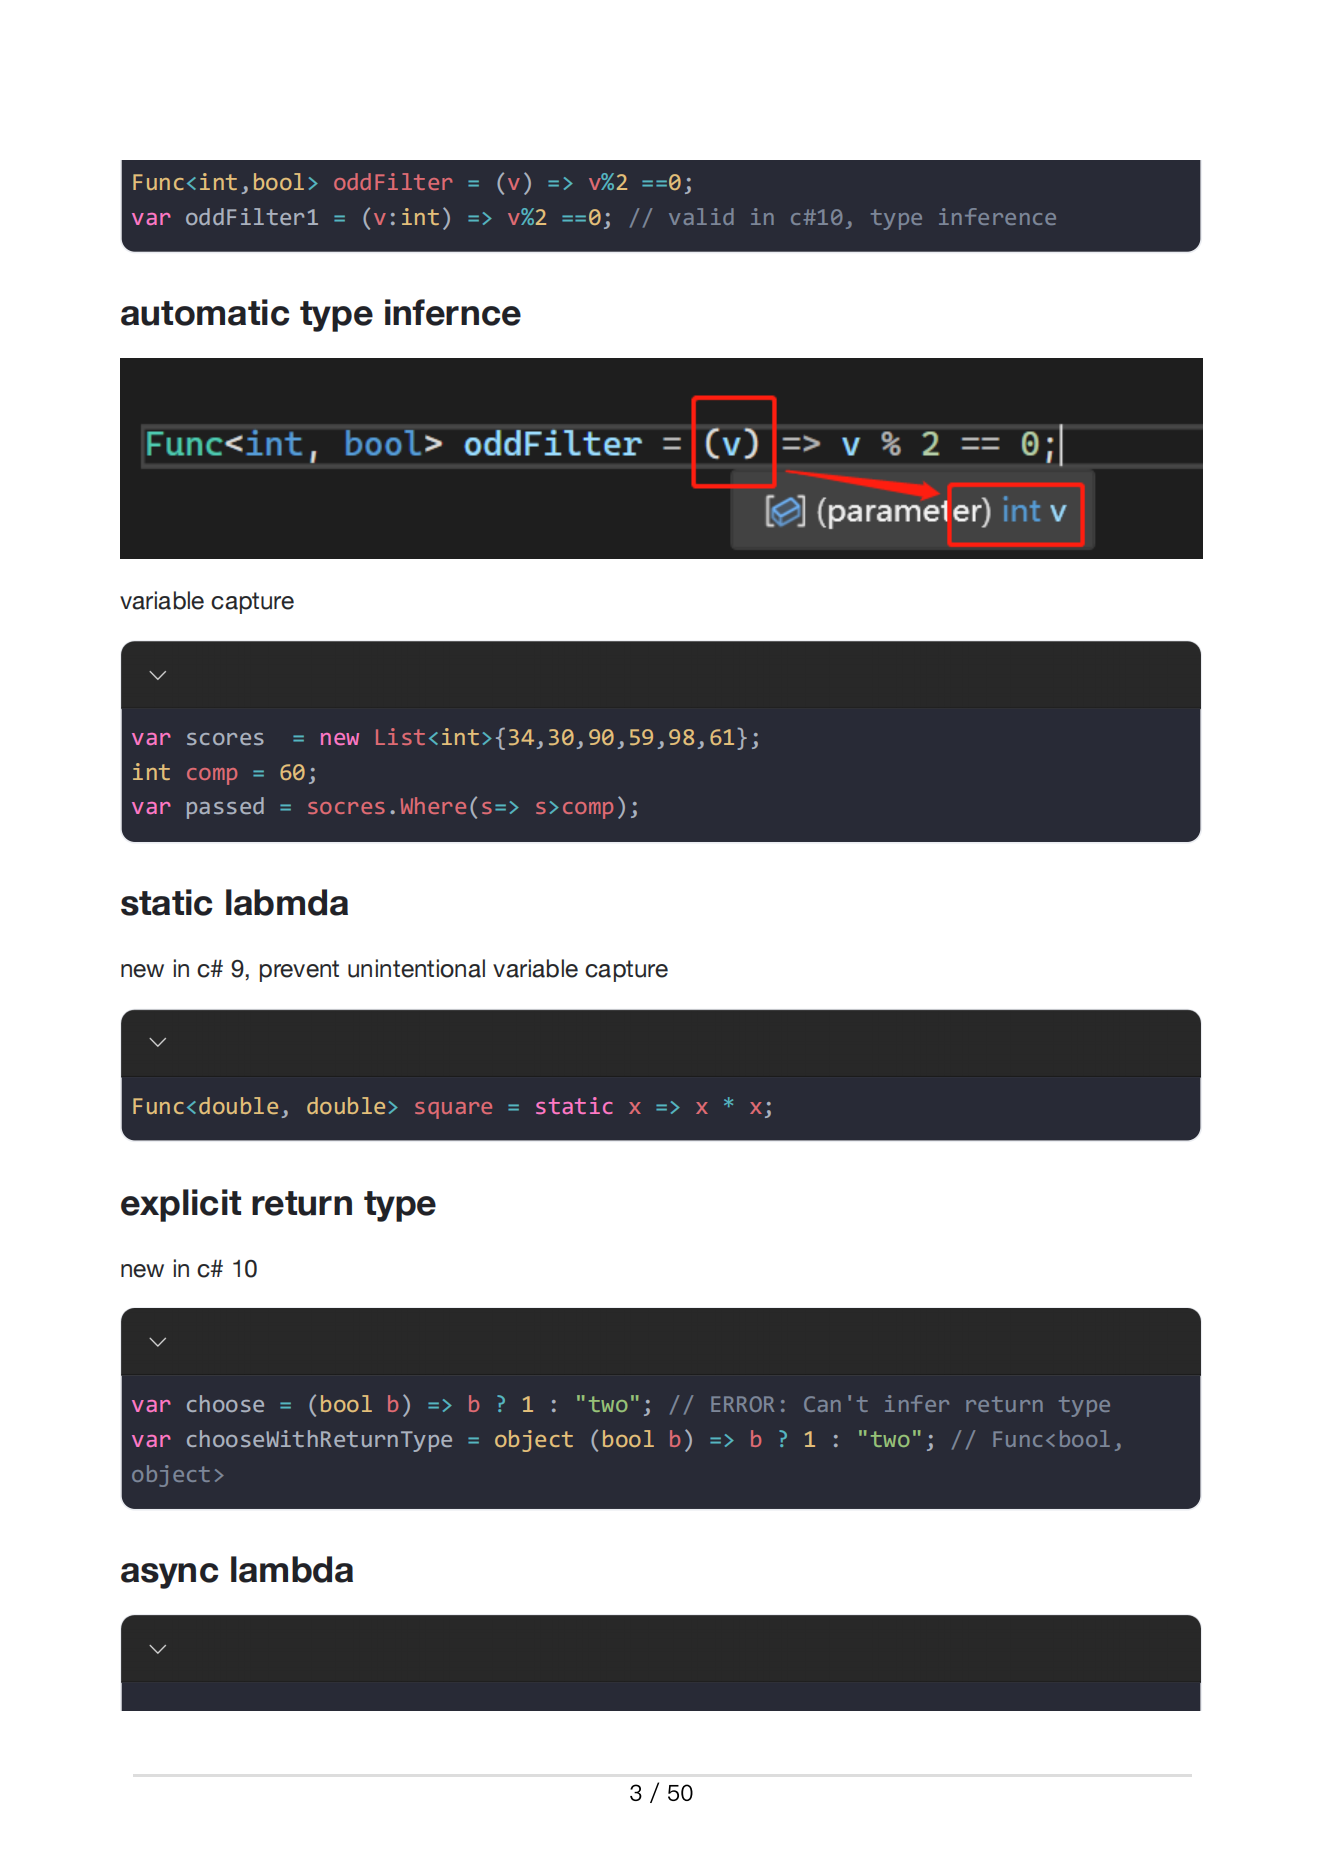 Func<int,bool> oddFilter = (v) => v%2 ==0;
var oddFilter1 = (v:int) => v%2 ==0; // valid in c#10, type inference
automatic type infernce
Func<int, bool> oddFilter = (v) => v % 2 == 0;
(parameter) int v
variable capture
var scores  = new List<int>{34,30,90,59,98,61};
int comp = 60;
var passed = socres.Where(s=> s>comp);
static labmda
new in c# 9, prevent unintentional variable capture
Func<double, double> square = static x => x * x;
explicit return type
new in c# 10
var choose = (bool b) => b ? 1 : "two"; // ERROR: Can't infer return type
var chooseWithReturnType = object (bool b) => b ? 1 : "two"; // Func<bool,
object>
async lambda
3 / 50